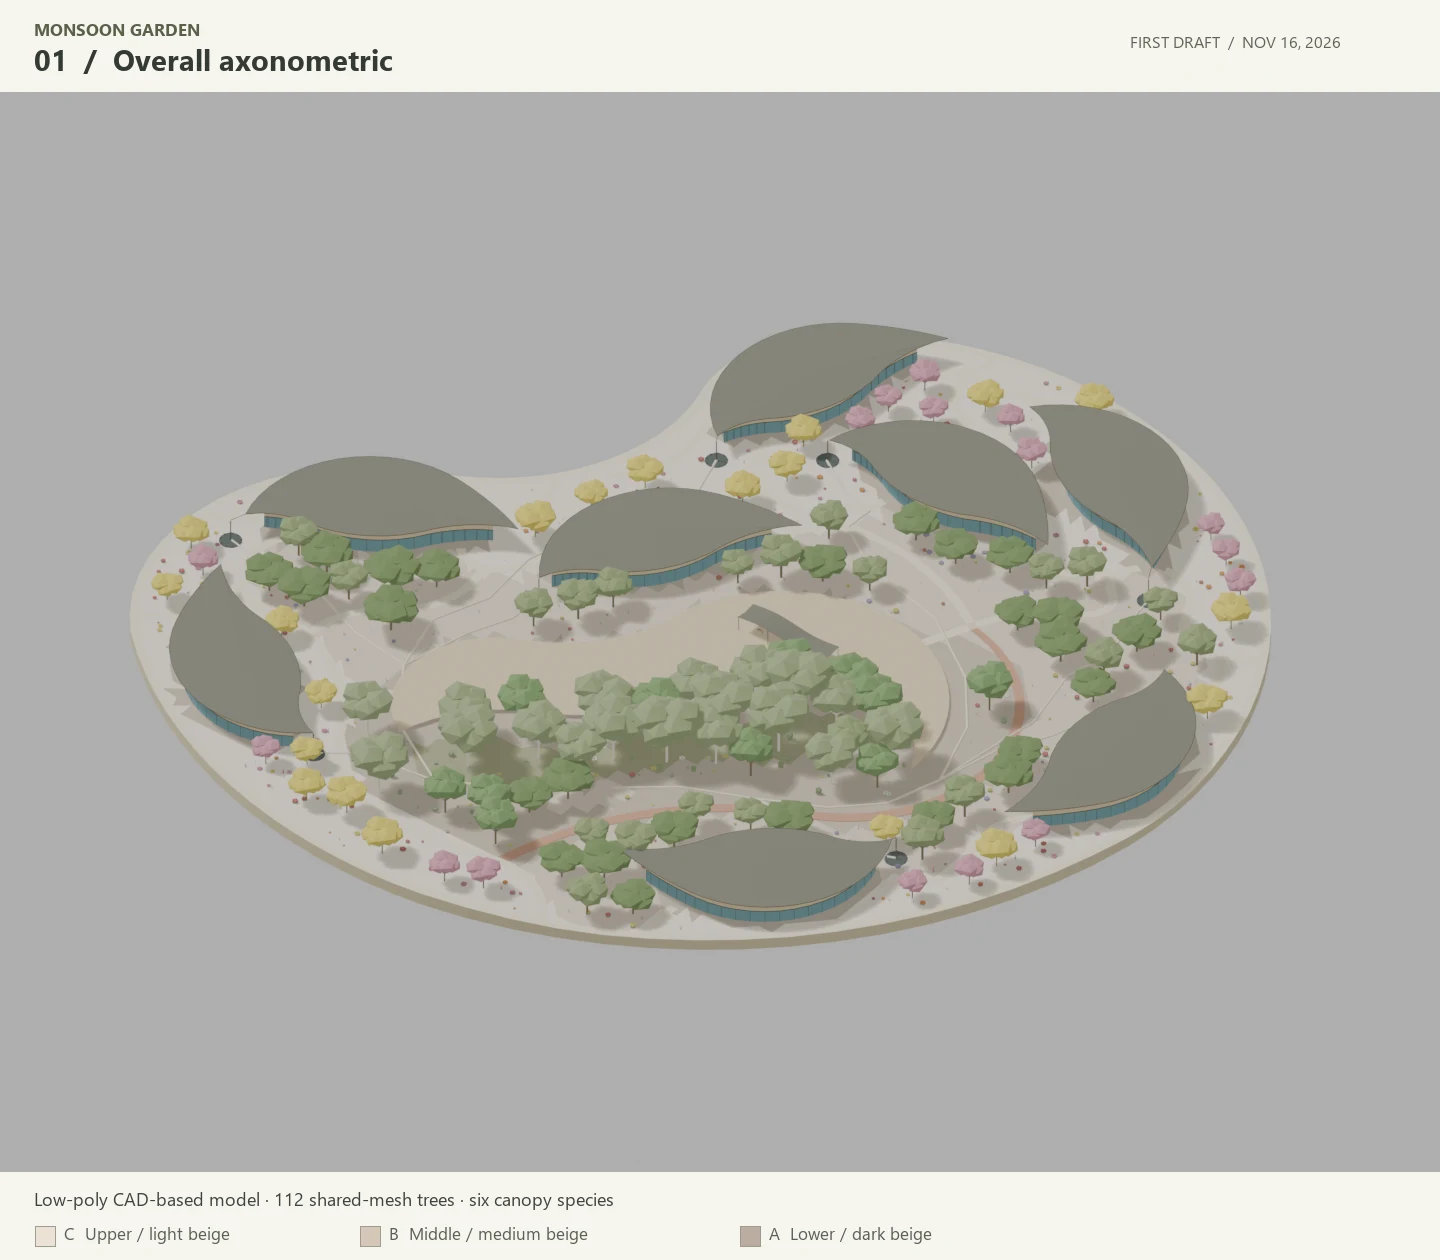 MONSOON GARDEN
01 / Overall axonometric
FIRST DRAFT / NOV 16, 2026
Low-poly CAD-based model · 112 shared-mesh trees · six canopy species
C Upper / light beige
B Middle / medium beige
A Lower / dark beige